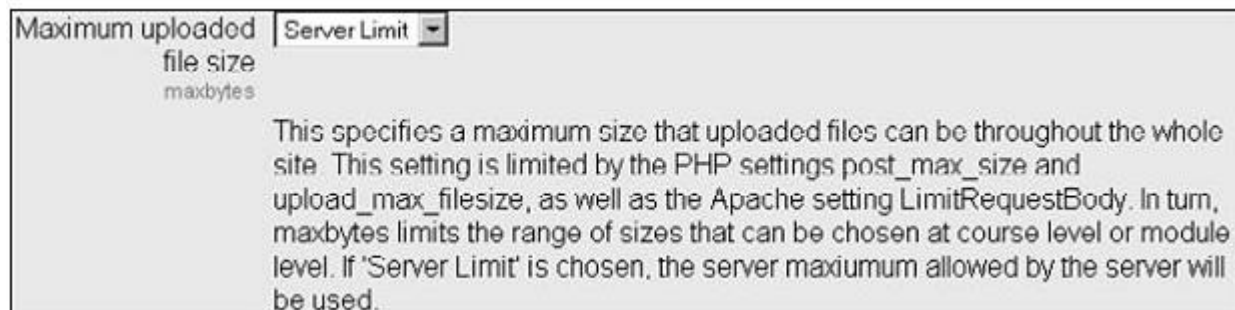 Maximum uploaded Server Limit
file size
maxbytes
This specifies a maximum size that uploaded files can be throughout the whole
site. This setting is limited by the PHP settings post_max_size and
upload_max_filesize, as well as the Apache setting LimitRequestBody. In turn,
maxbytes limits the range of sizes that can be chosen at course level or module
level. If 'Server Limit' is chosen, the server maxiumum allowed by the server will
be used.